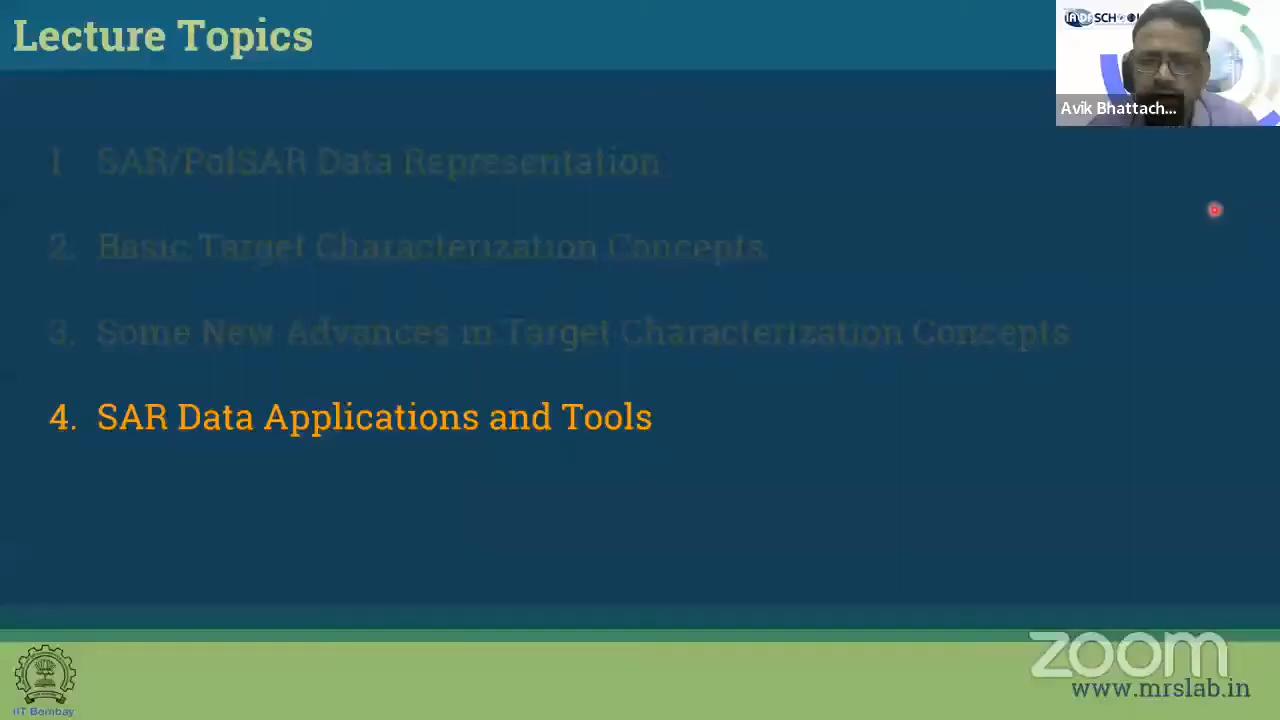 Lecture Topics
SCHOOL
Avik Bhattach...
1 SAR/PolSAR Data Representation
2. Basic Target Characterization Concepts
3. Some New Advances in Target Characterization Concepts
4. SAR Data Applications and Tools
zoom
www.mrslab.in
IIT Bombay